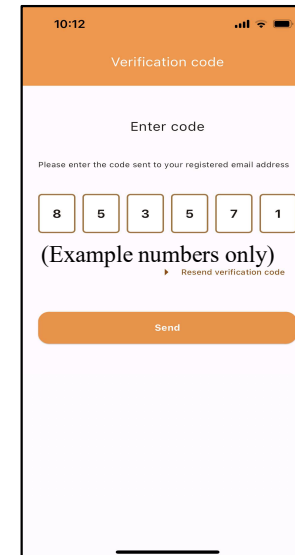 10:12
Verification code
Enter code
Please enter the code sent to your registered email address
8 5 3 5 7 1
(Example numbers only)
Resend verification code
Send